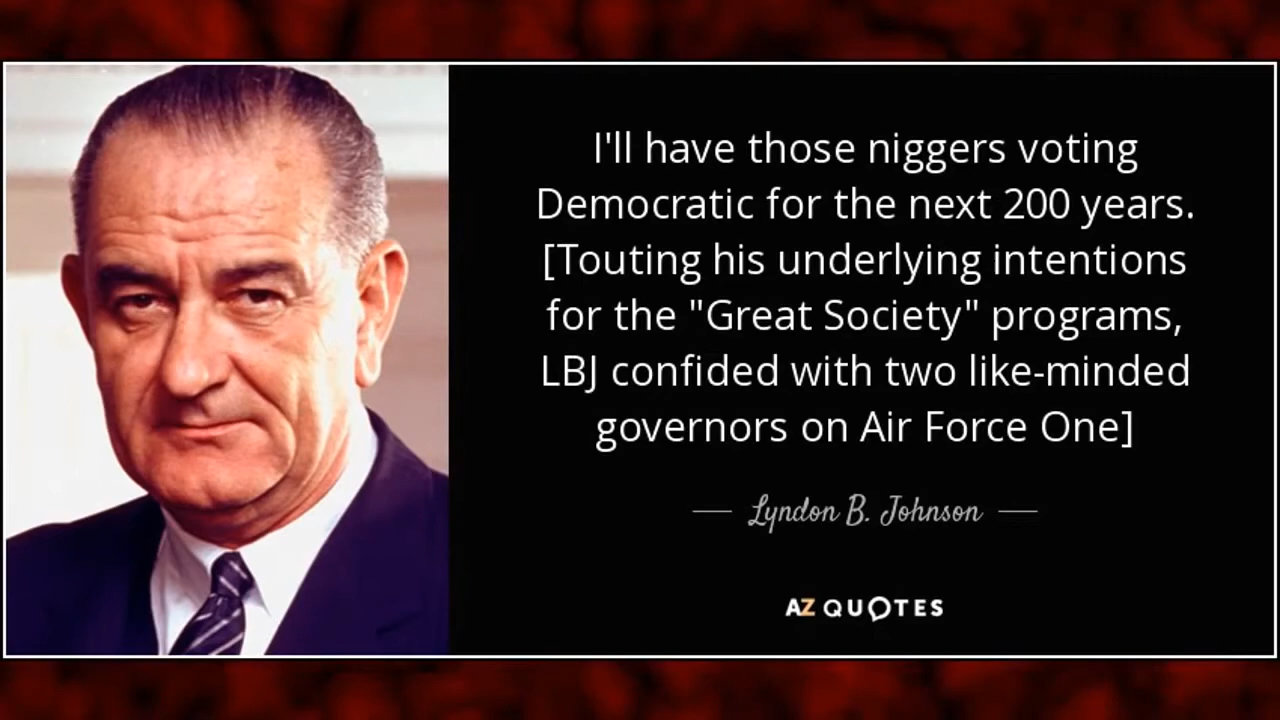 I'll have those niggers voting
Democratic for the next 200 years.
[Touting his underlying intentions
for the "Great Society" programs,
LBJ confided with two like-minded
governors on Air Force One]
Lyndon B. Johnson
AZ QUOTES